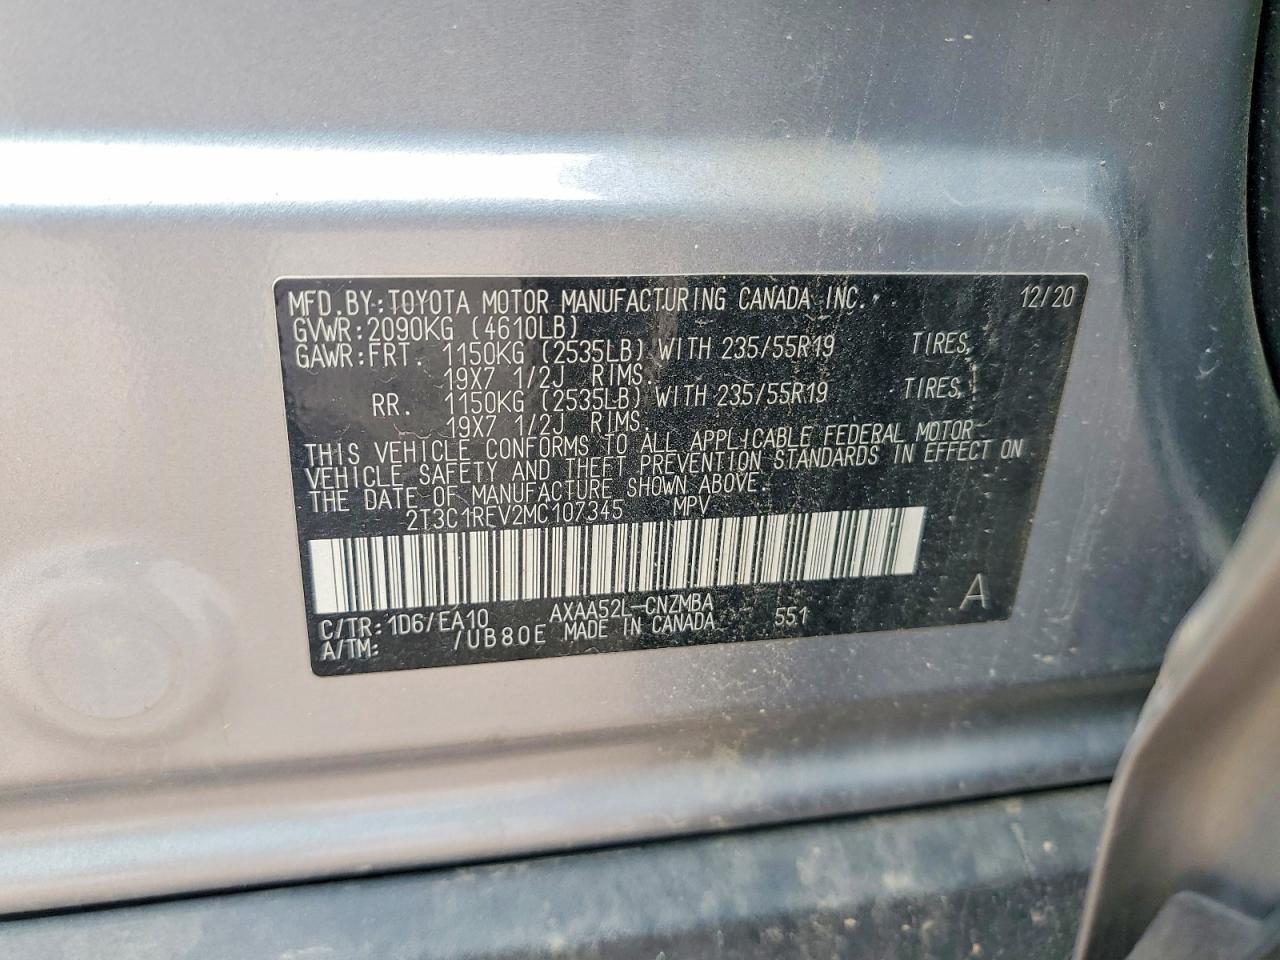 MFD.BY:TOYOTA MOTOR MANUFACTURING CANADA INC. 12/20
GVWR:2090KG (4610LB)
GAWR:FRT. 1150KG (2535LB) WITH 235/55R19 TIRES,
19X7 1/2J RIMS.
RR. 1150KG (2535LB) WITH 235/55R19 TIRES,
19X7 1/2J RIMS.
THIS VEHICLE CONFORMS TO ALL APPLICABLE FEDERAL MOTOR-
VEHICLE SAFETY AND THEFT PREVENTION STANDARDS IN EFFECT ON
THE DATE OF MANUFACTURE SHOWN ABOVE.
2T3C1RFV2MC107345 MPV
C/TR:1D6/EA10 AXAA52L-CNZMBA 551 A
A/TM: /UB80E MADE IN CANADA